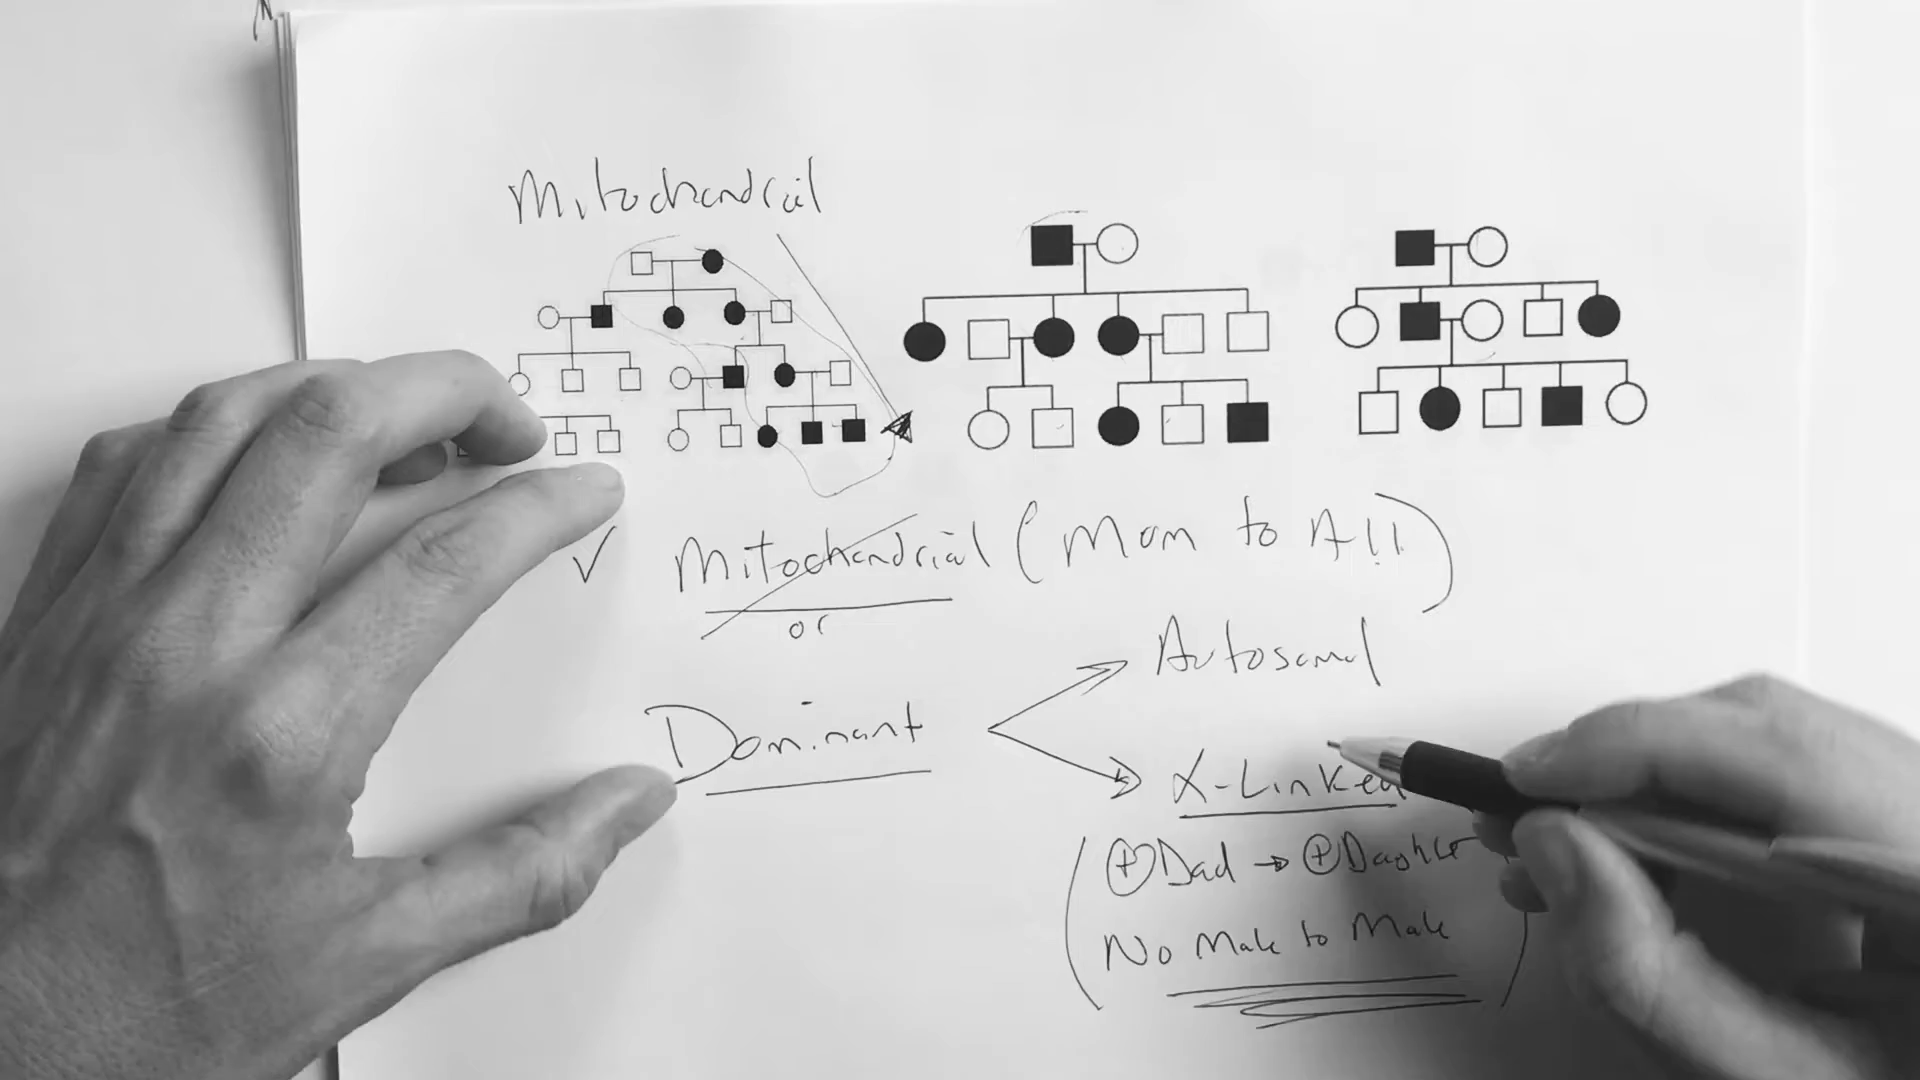 Mitochondrial
✓ Mitochondrial (Mom to All)
or
Autosomal
Dominant
X-Linked
(+ Dad → + Daughter
No Male to Male)